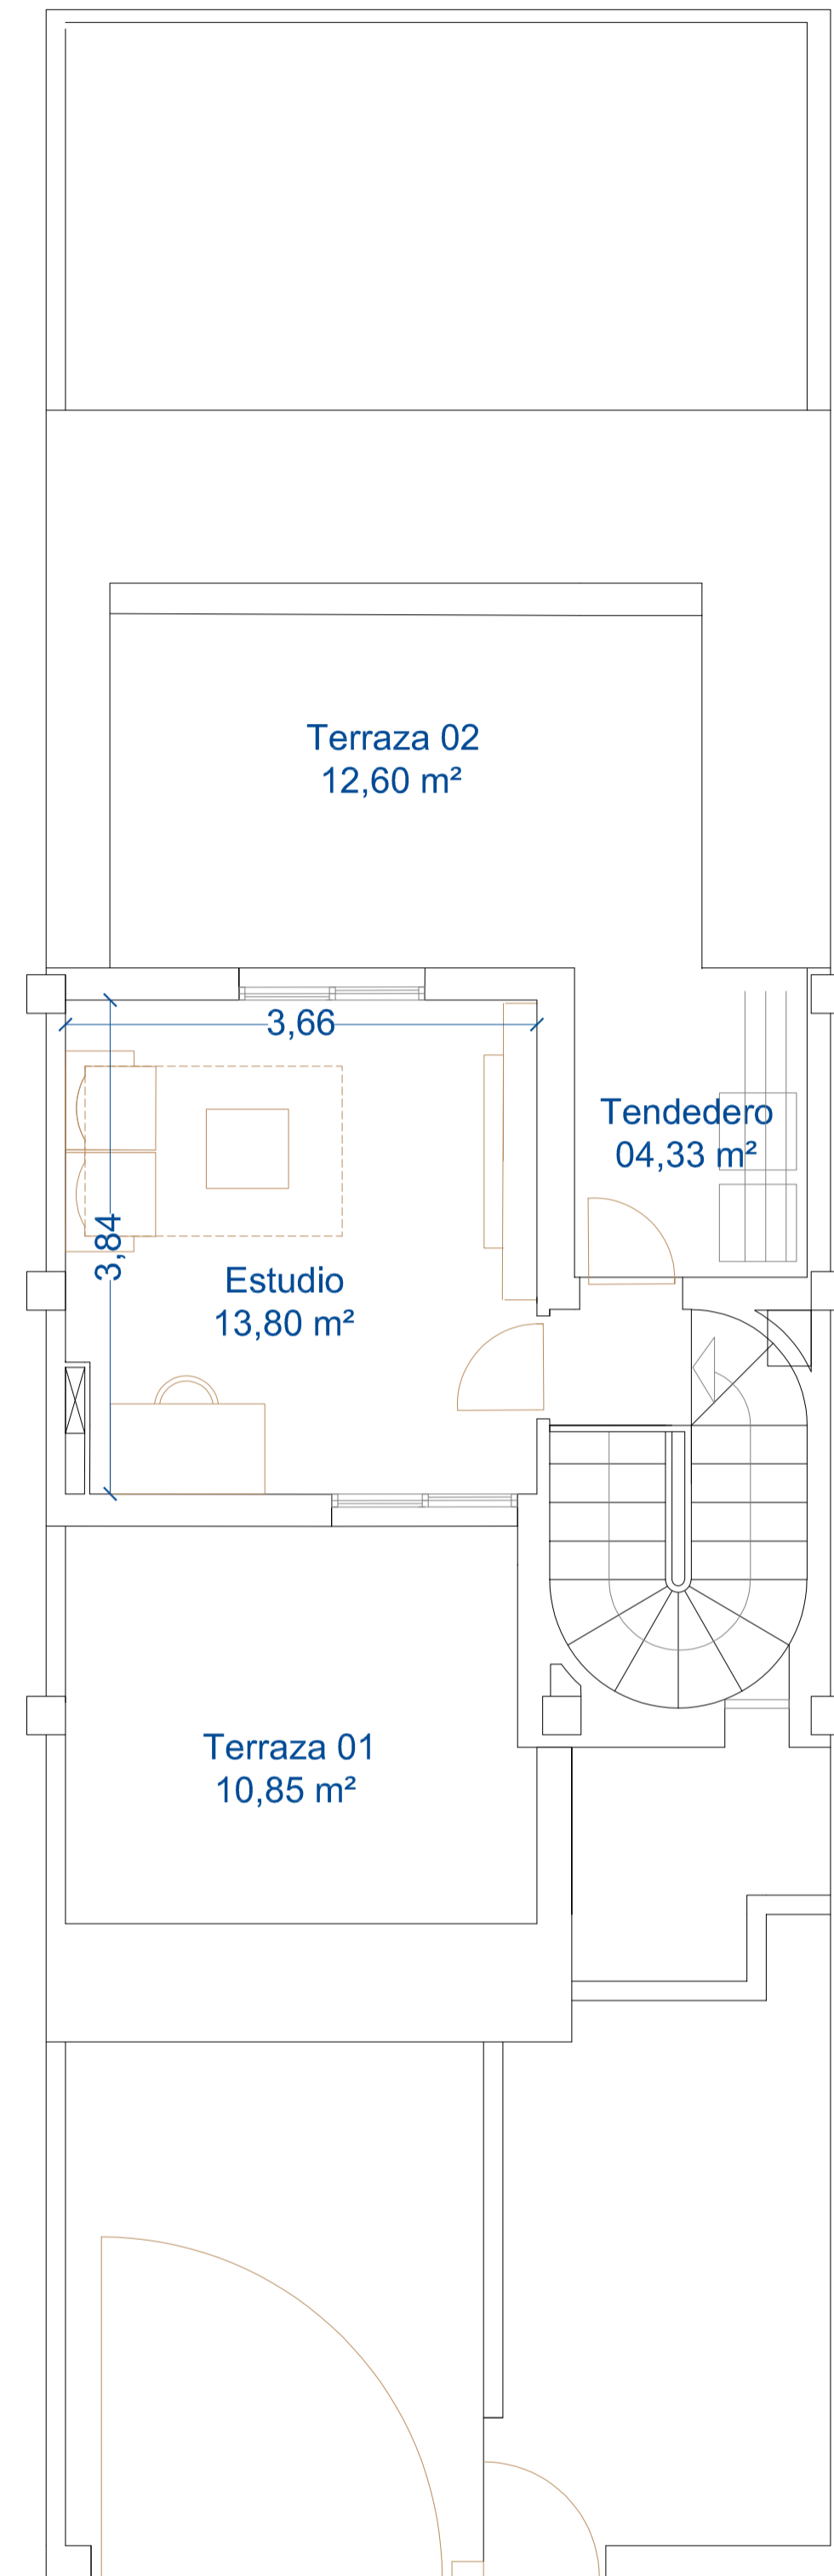 Terraza 02
12,60 m²
3,66
Tendedero
04,33 m²
3,84
Estudio
13,80 m²
Terraza 01
10,85 m²